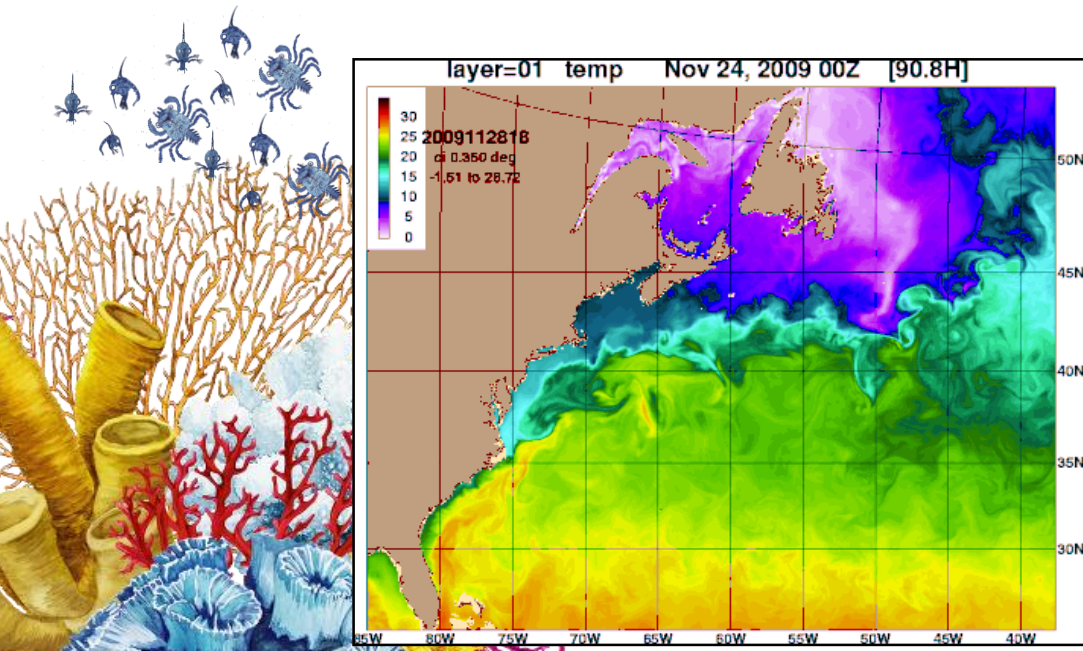 layer=01 temp Nov 24, 2009 00Z [90.8H]
30
25
20
15
10
5
0
2009112818
ci 0.350 deg
-1.51 to 28.72
50N
45N
40N
35N
30N
85W 80W 75W 70W 65W 60W 55W 50W 45W 40W